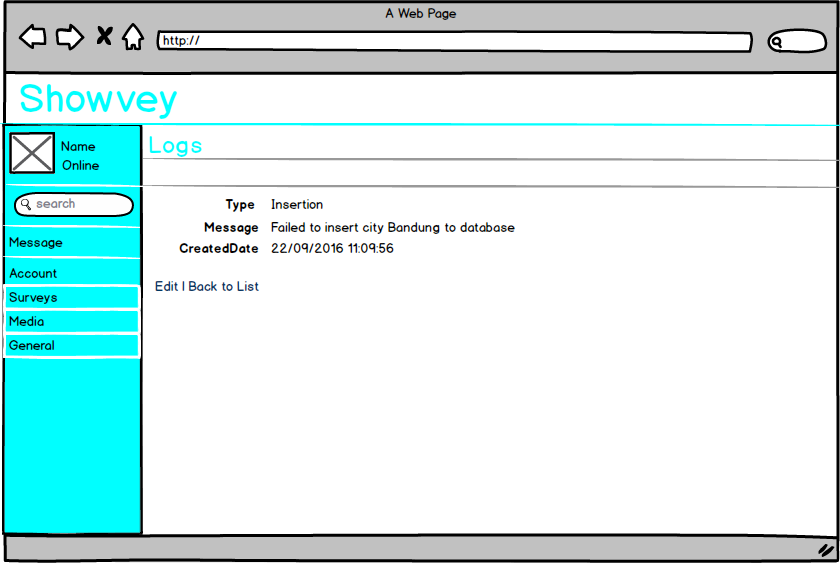 A Web Page
http://
Showvey
Name
Online
search
Message
Account
Surveys
Media
General
Logs
Type Insertion
Message Failed to insert city Bandung to database
CreatedDate 22/09/2016 11:09:56
Edit | Back to List